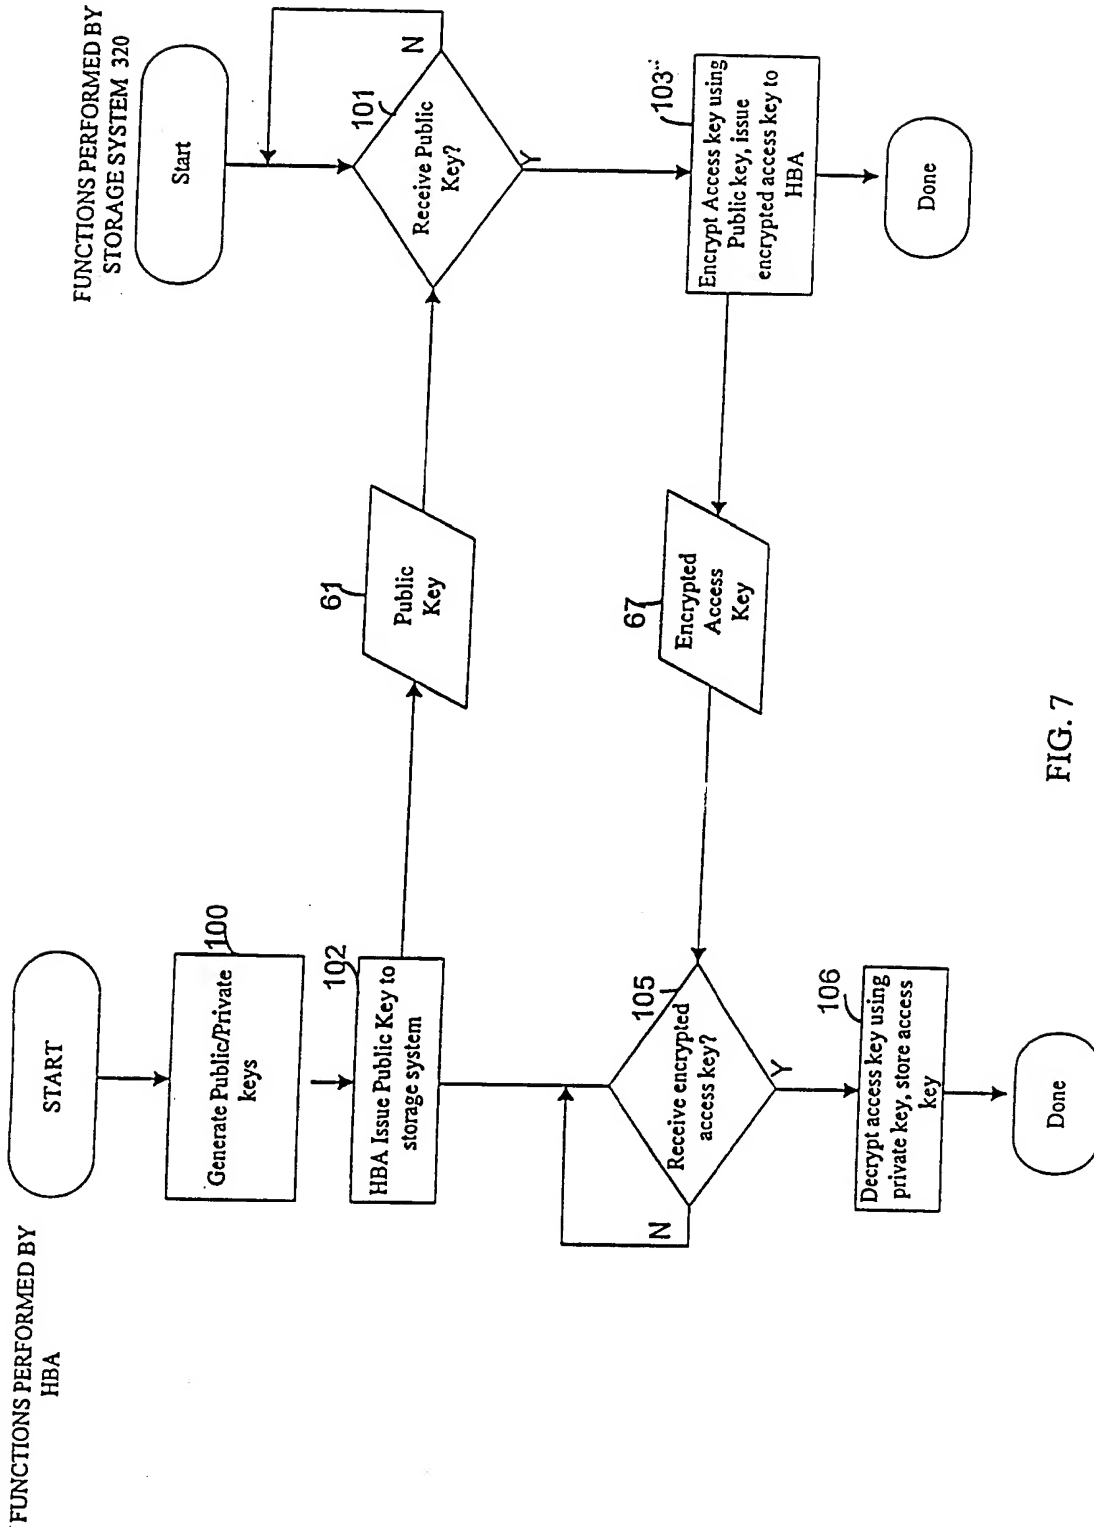 FUNCTIONS PERFORMED BY
HBA
START
100
Generate Public/Private
keys
102
HBA Issue Public Key to
storage system
105
Receive encrypted
access key?
N
Y
106
Decrypt access key using
private key, store access
key
Done
61
Public
Key
67
Encrypted
Access
Key
FUNCTIONS PERFORMED BY
STORAGE SYSTEM 320
Start
101
Receive Public
Key?
N
Y
103
Encrypt Access key using
Public key, issue
encrypted access key to
HBA
Done
FIG. 7